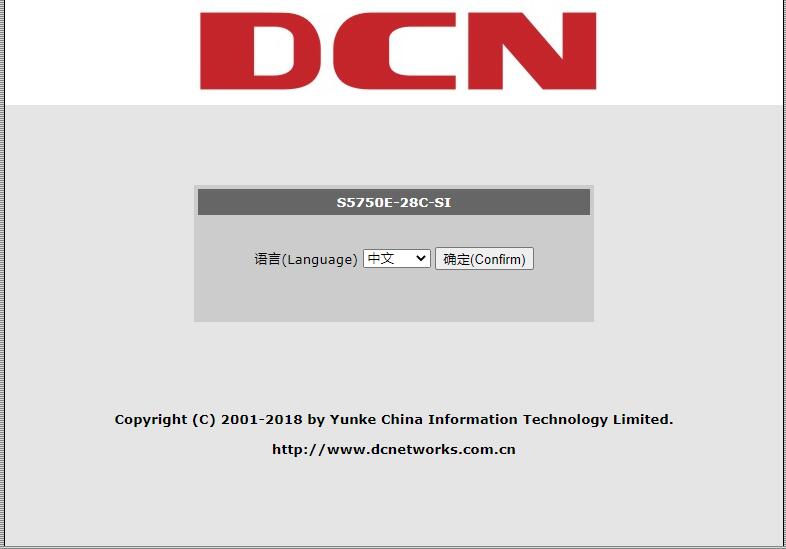 DCN
S5750E-28C-SI
语言(Language) 中文 确定(Confirm)
Copyright (C) 2001-2018 by Yunke China Information Technology Limited.
http://www.dcnetworks.com.cn